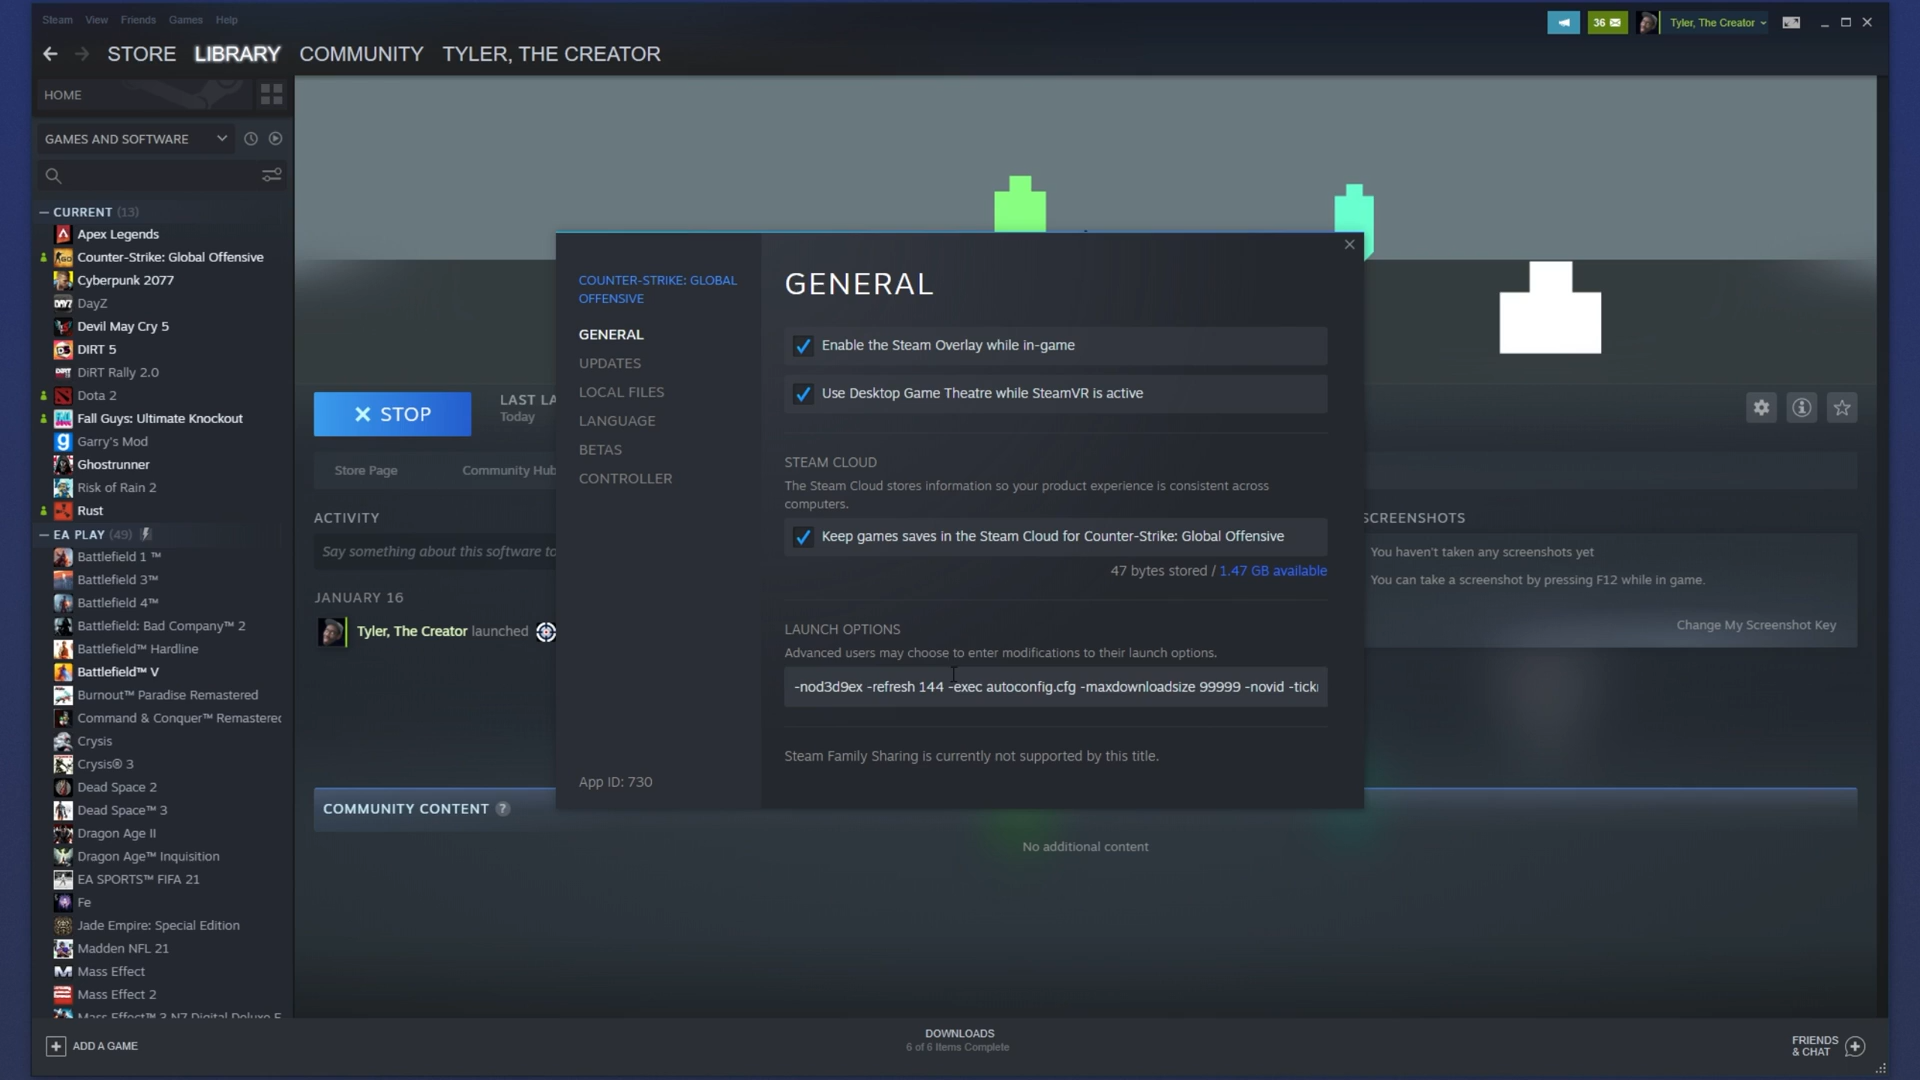 Steam View Friends Games Help
36
Tyler, The Creator
STORE LIBRARY COMMUNITY TYLER, THE CREATOR
HOME
GAMES AND SOFTWARE
CURRENT (13)
Apex Legends
Counter-Strike: Global Offensive
Cyberpunk 2077
DayZ
Devil May Cry 5
DIRT 5
DiRT Rally 2.0
Dota 2
Fall Guys: Ultimate Knockout
Garry's Mod
Ghostrunner
Risk of Rain 2
Rust
EA PLAY (49)
Battlefield 1 ™
Battlefield 3™
Battlefield 4™
Battlefield: Bad Company™ 2
Battlefield™ Hardline
Battlefield™ V
Burnout™ Paradise Remastered
Command & Conquer™ Remastered
Crysis
Crysis® 3
Dead Space 2
Dead Space™ 3
Dragon Age II
Dragon Age™ Inquisition
EA SPORTS™ FIFA 21
Fe
Jade Empire: Special Edition
Madden NFL 21
Mass Effect
Mass Effect 2
Mass Effect™ 3 N7 Digital Deluxe E
ADD A GAME
STOP
LAST LA
Today
Store Page Community Hub
ACTIVITY
Say something about this software to
JANUARY 16
Tyler, The Creator launched
COMMUNITY CONTENT ?
No additional content
COUNTER-STRIKE: GLOBAL
OFFENSIVE
GENERAL
UPDATES
LOCAL FILES
LANGUAGE
BETAS
CONTROLLER
App ID: 730
GENERAL
Enable the Steam Overlay while in-game
Use Desktop Game Theatre while SteamVR is active
STEAM CLOUD
The Steam Cloud stores information so your product experience is consistent across
computers.
Keep games saves in the Steam Cloud for Counter-Strike: Global Offensive
47 bytes stored / 1.47 GB available
LAUNCH OPTIONS
Advanced users may choose to enter modifications to their launch options.
-nod3d9ex -refresh 144 -exec autoconfig.cfg -maxdownloadsize 99999 -novid -tick
Steam Family Sharing is currently not supported by this title.
SCREENSHOTS
You haven't taken any screenshots yet
You can take a screenshot by pressing F12 while in game.
Change My Screenshot Key
DOWNLOADS
6 of 6 Items Complete
FRIENDS
& CHAT